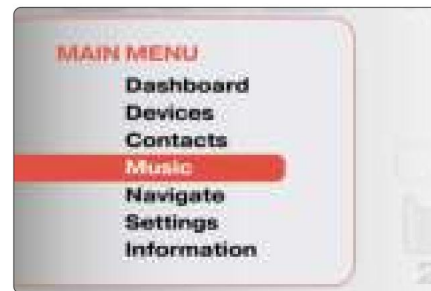 MAIN MENU
Dashboard
Devices
Contacts
Music
Navigate
Settings
Information